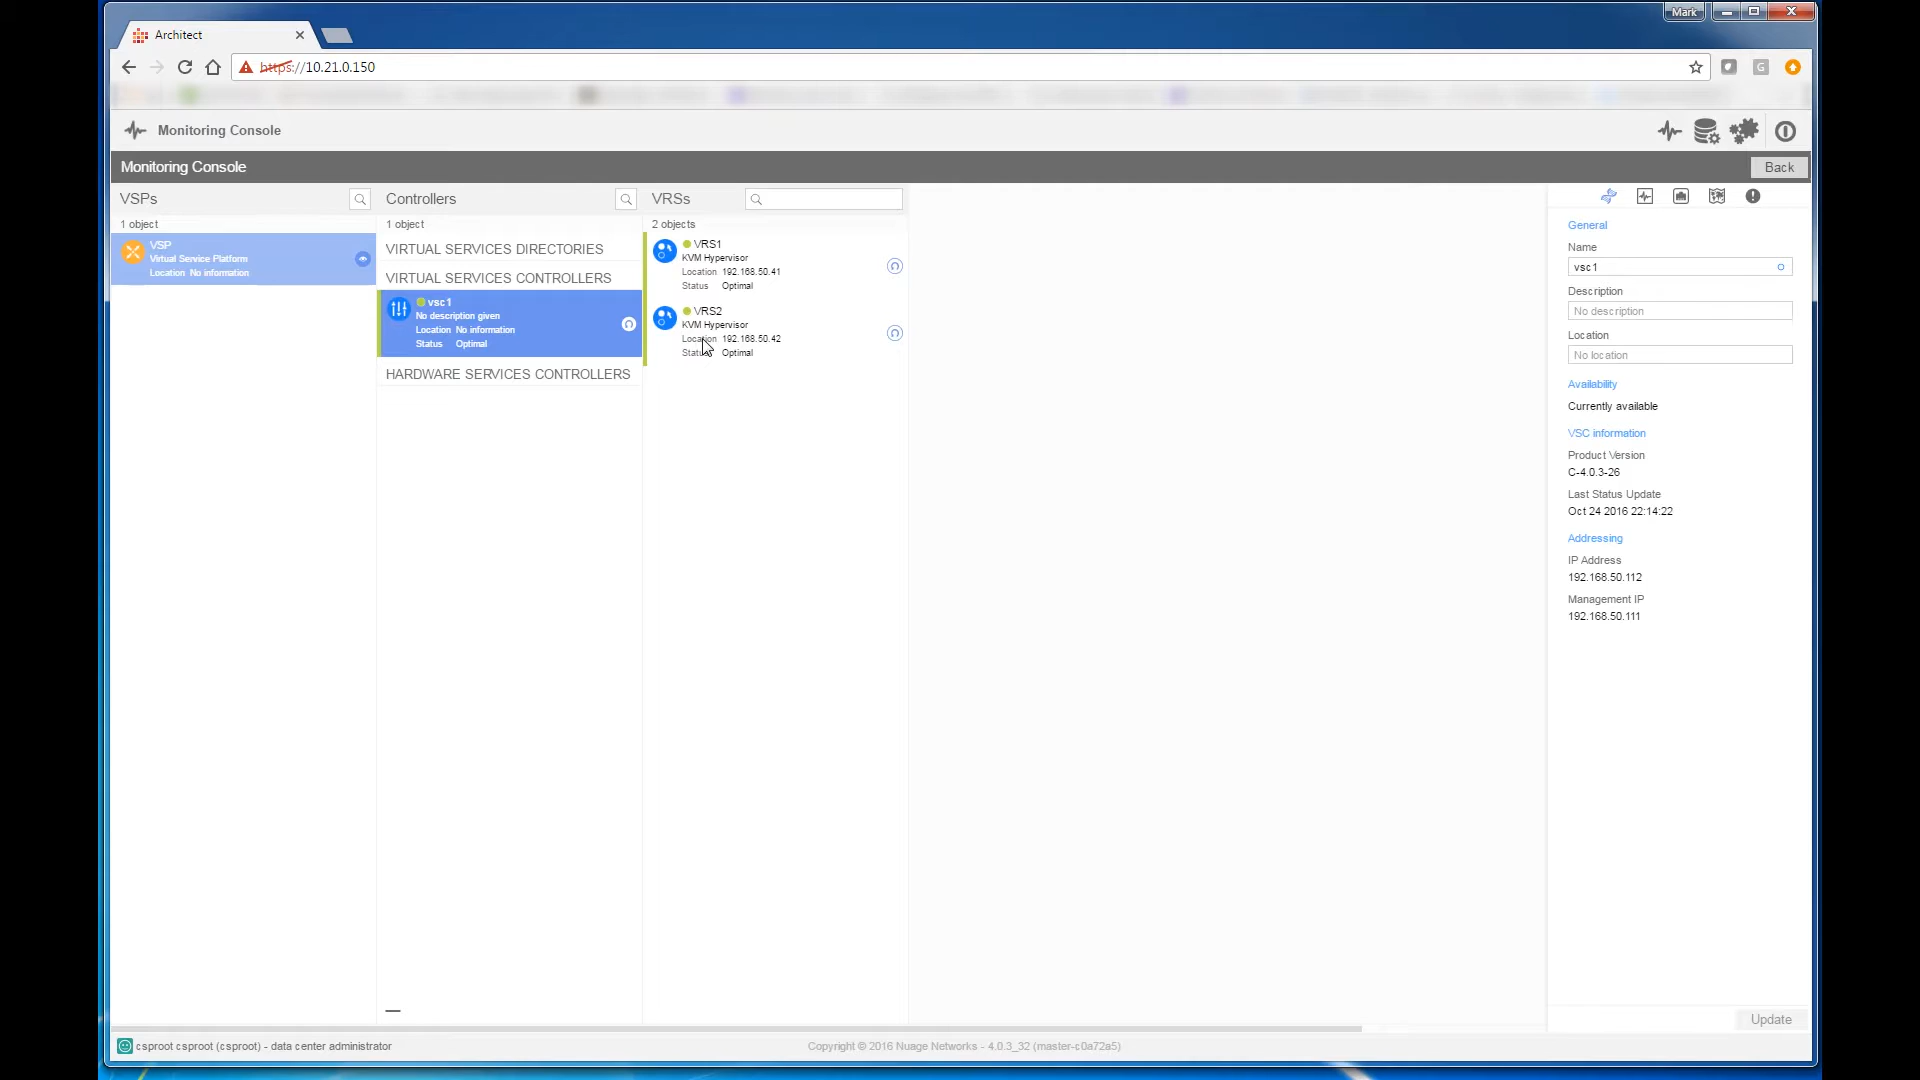 Mark
Architect
https://10.21.0.150
G
Monitoring Console
Monitoring Console
Back
VSPs
1 object
VSP
Virtual Service Platform
Location No information
Controllers
1 object
VIRTUAL SERVICES DIRECTORIES
VIRTUAL SERVICES CONTROLLERS
vsc1
No description given
Location No information
Status Optimal
HARDWARE SERVICES CONTROLLERS
VRSs
2 objects
VRS1
KVM Hypervisor
Location 192.168.50.41
Status Optimal
VRS2
KVM Hypervisor
Location 192.168.50.42
Status Optimal
General
Name
vsc1
Description
No description
Location
No location
Availability
Currently available
VSC information
Product Version
C-4.0.3-26
Last Status Update
Oct 24 2016 22:14:22
Addressing
IP Address
192.168.50.112
Management IP
192.168.50.111
Update
csproot csproot (csproot) - data center administrator
Copyright © 2016 Nuage Networks - 4.0.3_32 (master-c0a72a5)